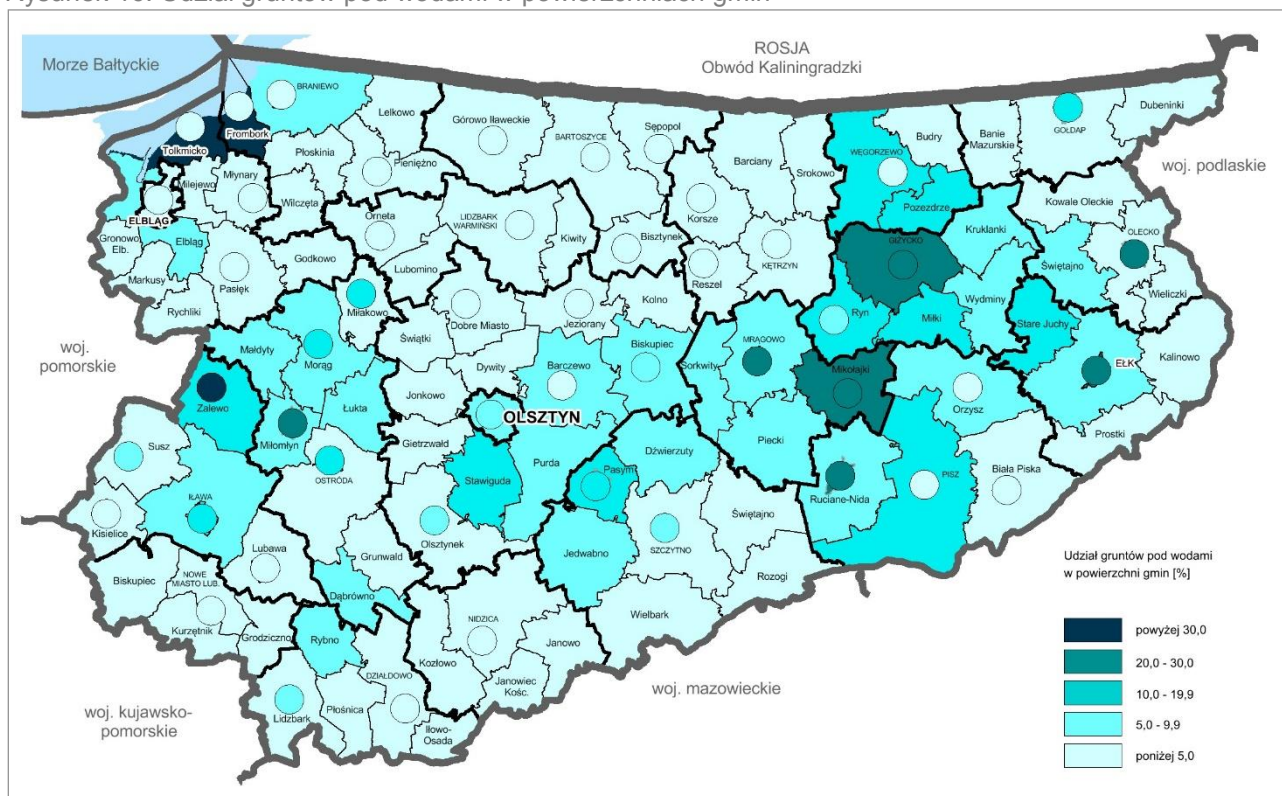 Rysunek 18. Udział gruntów pod wodami w powierzchniach gmin
Morze Bałtyckie
ROSJA
Obwód Kaliningradzki
BRANIEWO
Lelkowo
Frombork
Tolkmicko
Płoskinia
Pieniężno
Górowo Iławeckie
BARTOSZYCE
Sępopol
Barciany
Srokowo
WĘGORZEWO
Budry
Banie
Mazurskie
GOŁDAP
Dubeninki
woj. podlaskie
Milejewo
Młynary
Wilczęta
ELBLĄG
Elbląg
Gronowo
Elb.
Markusy
Rychliki
Pasłęk
Godkowo
Orneta
Lubomino
LIDZBARK
WARMIŃSKI
Kiwity
Bisztynek
Korsze
Reszel
KĘTRZYN
Pozezdrze
Kruklanki
GIŻYCKO
Kowale Oleckie
OLECKO
Świętajno
Wieliczki
Wydminy
Miłki
Ryn
Stare Juchy
EŁK
Kalinowo
Prostki
woj.
pomorskie
Małdyty
Morąg
Miłakowo
Świątki
Dobre Miasto
Jeziorany
Kolno
Biskupiec
Barczewo
Dywity
Jonkowo
OLSZTYN
Sorkwity
MRĄGOWO
Mikołajki
Orzysz
Zalewo
Miłomłyn
Łukta
Gietrzwałd
Stawiguda
Purda
Pasym
Dźwierzuty
Piecki
Ruciane-Nida
PISZ
Biała Piska
Susz
IŁAWA
OSTRÓDA
Kisielice
Lubawa
Grunwald
Olsztynek
Jedwabno
SZCZYTNO
Świętajno
Rozogi
Wielbark
Biskupiec
NOWE
MIASTO LUB.
Kurzętnik
Grodziczno
Dąbrówno
Rybno
NIDZICA
Kozłowo
Janowo
Janowiec
Kośc.
DZIAŁDOWO
Lidzbark
Płośnica
Iłowo-
Osada
woj. kujawsko-
pomorskie
woj. mazowieckie
Udział gruntów pod wodami
w powierzchni gmin [%]
powyżej 30,0
20,0 - 30,0
10,0 - 19,9
5,0 - 9,9
poniżej 5,0